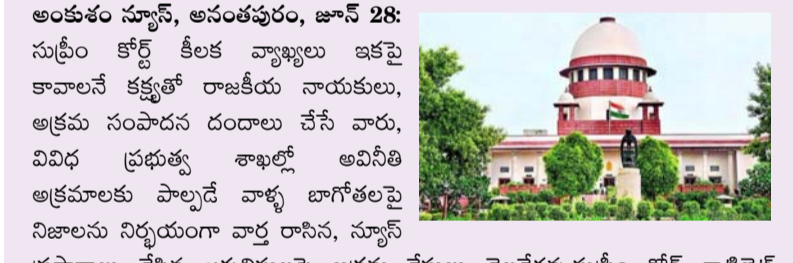 అంకుశం న్యూస్, అనంతపురం, జూన్ 28:
సుప్రీం కోర్ట్ కీలక వ్యాఖ్యలు ఇకపై
కావాలనే కక్ష్యతో రాజకీయ నాయకులు,
అక్రమ సంపాదన దందాలు చేసే వారు,
వివిధ ప్రభుత్వ శాఖల్లో అవినీతి
అక్రమాలకు పాల్పడే వాళ్ళ బాగోతలపై
నిజాలను నిర్భయంగా వార్త రాసిన, న్యూస్